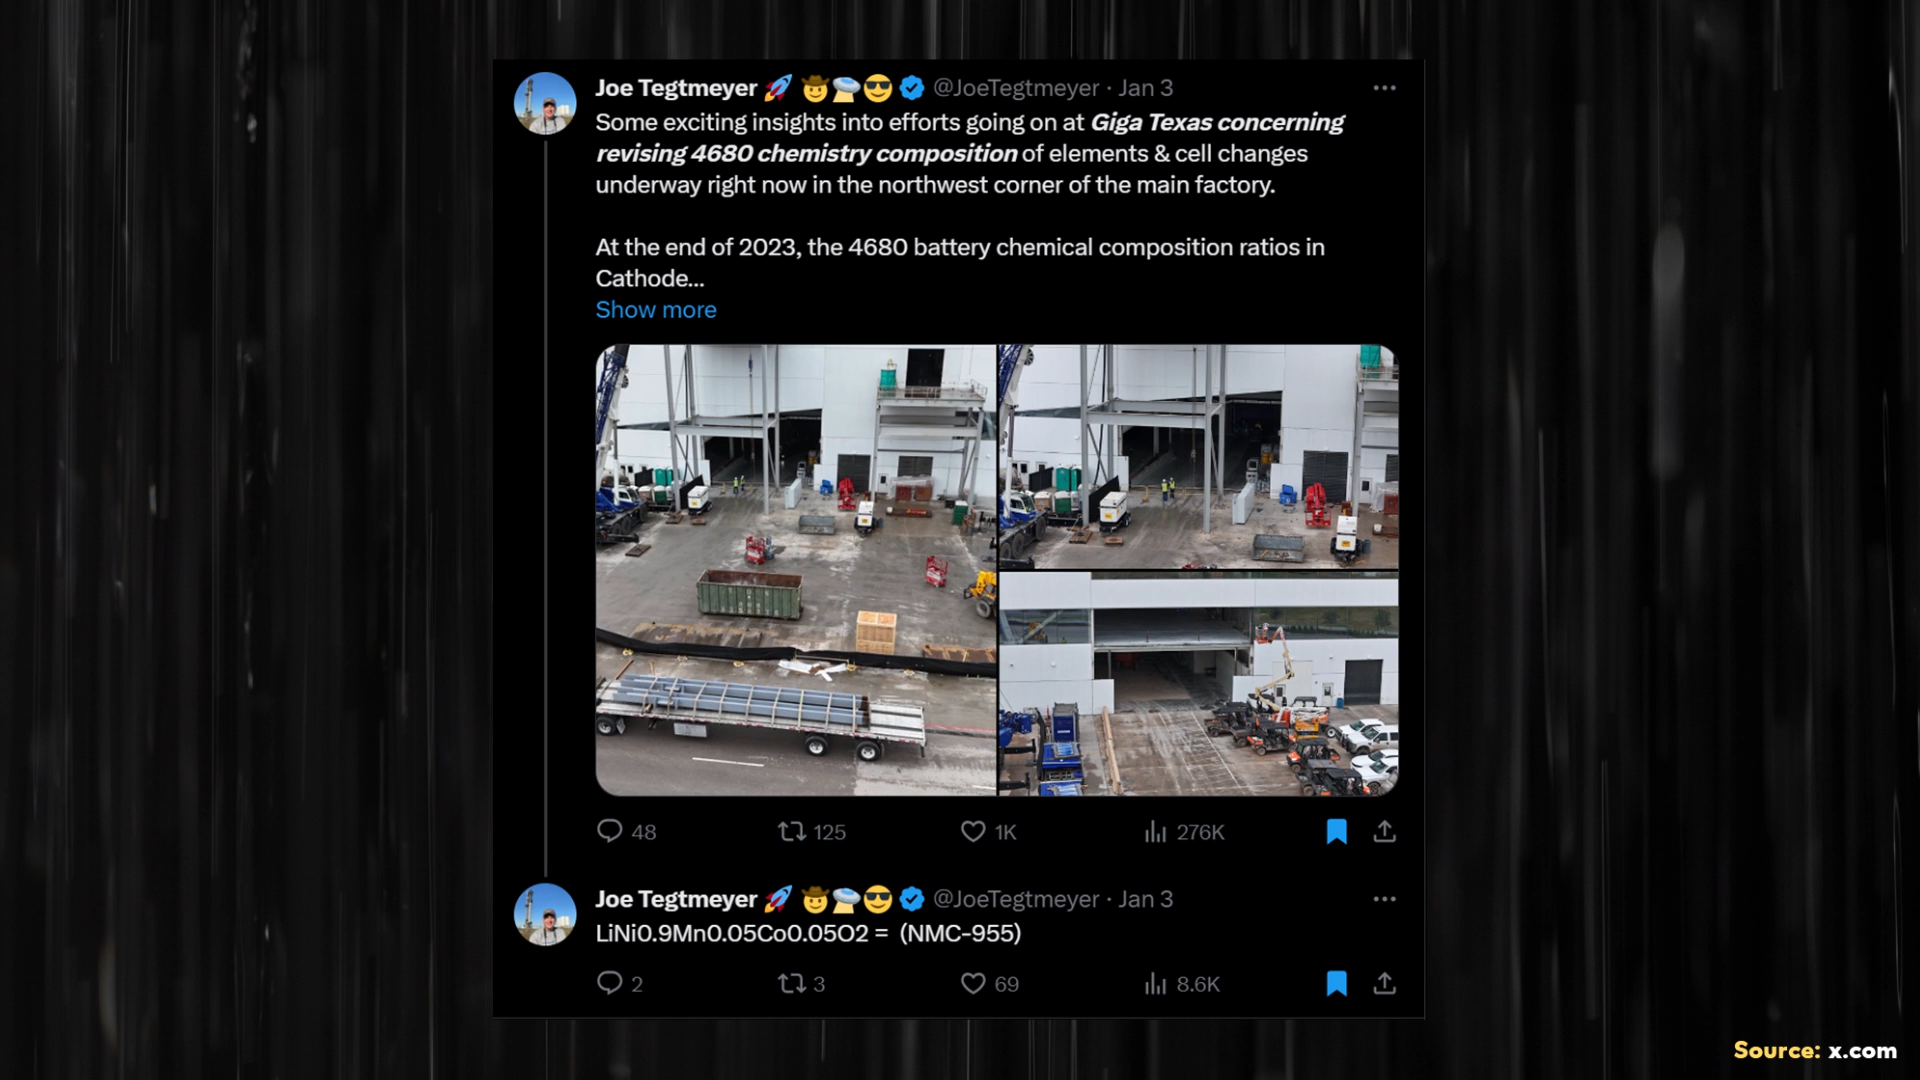 Joe Tegtmeyer 🚀 🤠🛸😎 @JoeTegtmeyer · Jan 3
Some exciting insights into efforts going on at Giga Texas concerning
revising 4680 chemistry composition of elements & cell changes
underway right now in the northwest corner of the main factory.
At the end of 2023, the 4680 battery chemical composition ratios in
Cathode...
Show more
48 125 1K 276K
Joe Tegtmeyer 🚀 🤠🛸😎 @JoeTegtmeyer · Jan 3
LiNi0.9Mn0.05Co0.05O2 = (NMC-955)
2 3 69 8.6K
Source: x.com